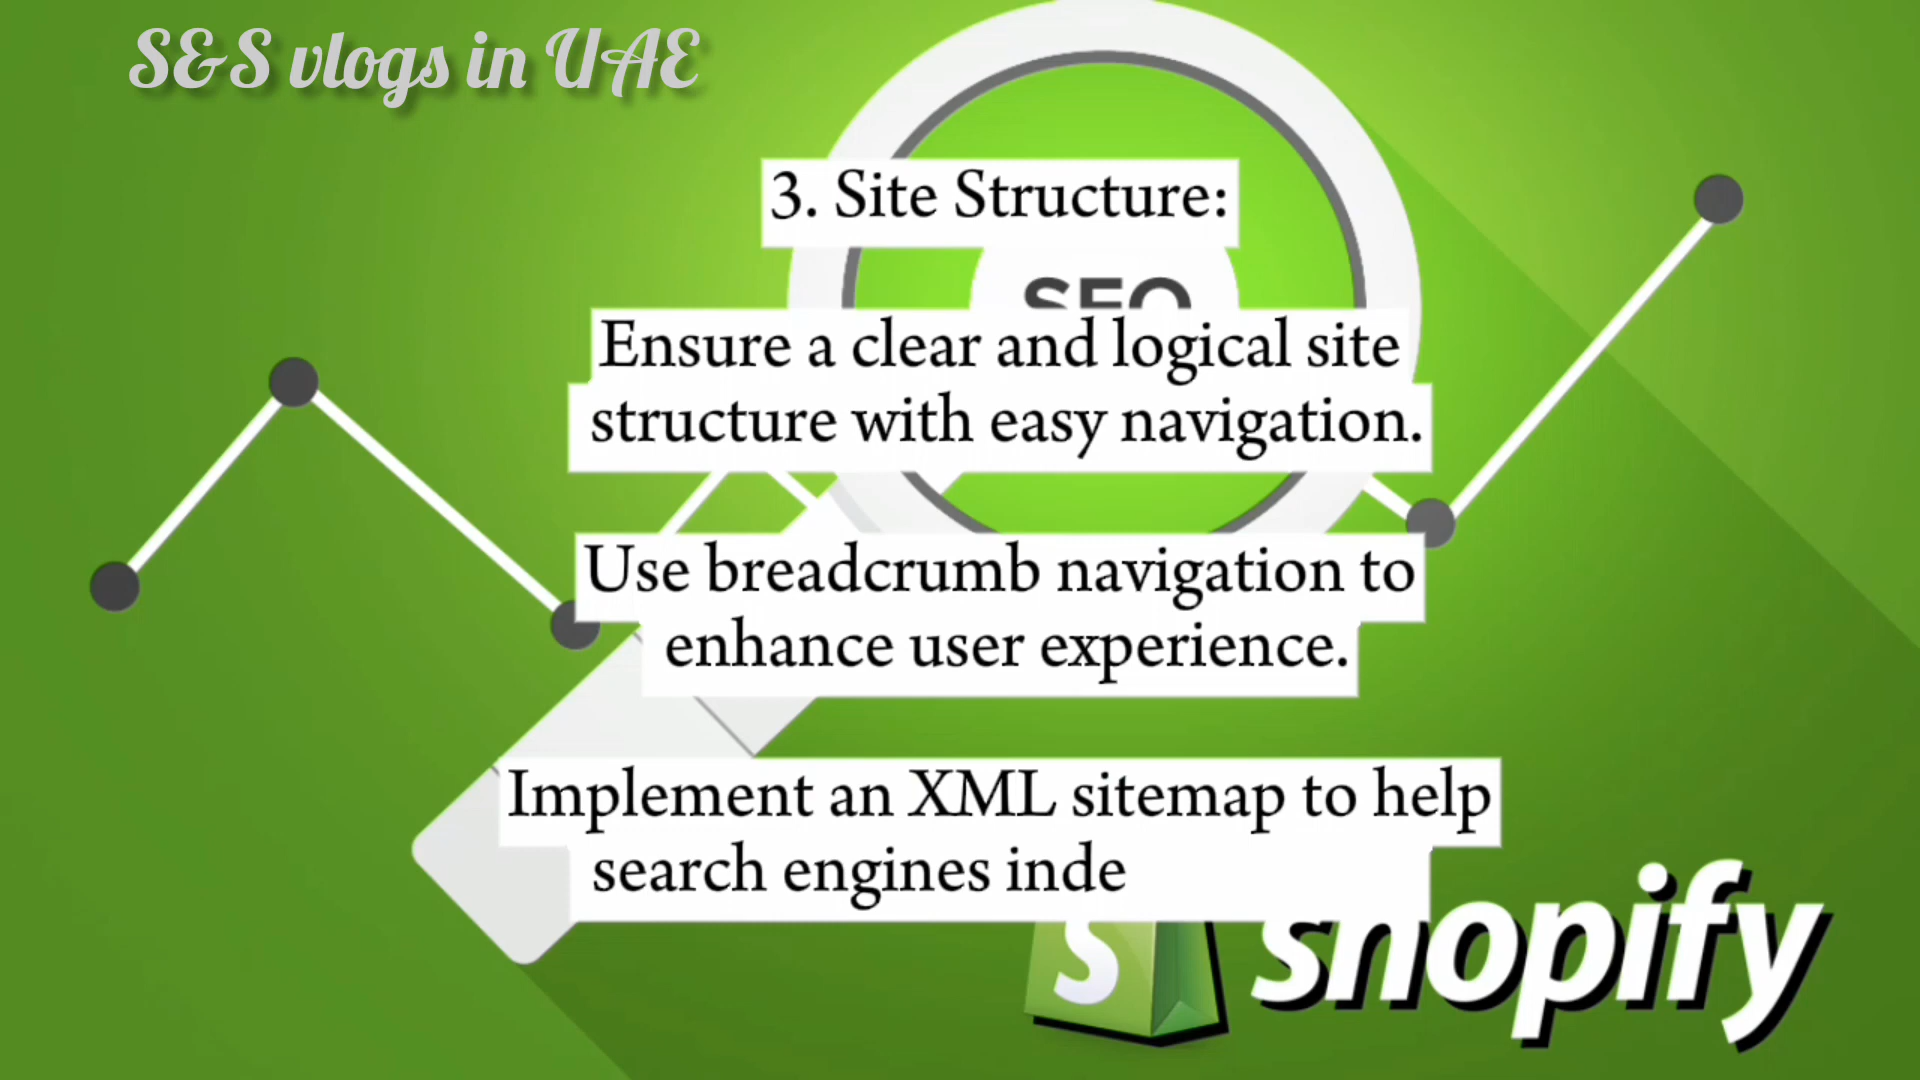 S&S vlogs in UAE
3. Site Structure:
SEO
Ensure a clear and logical site
structure with easy navigation.
Use breadcrumb navigation to
enhance user experience.
Implement an XML sitemap to help
search engines inde
S shopify